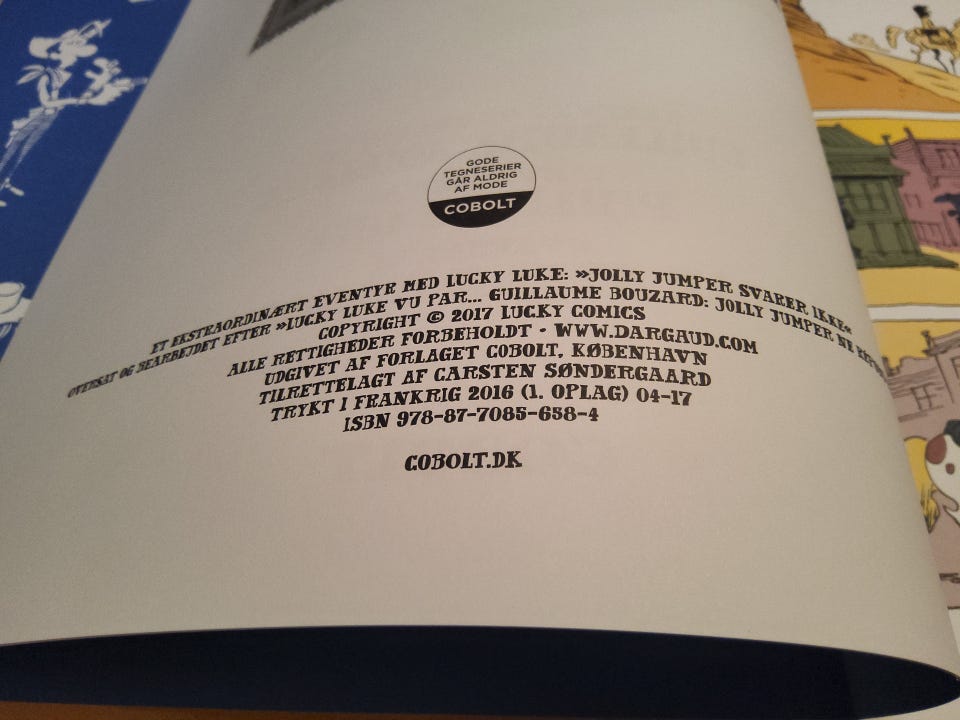 GODE
TEGNESERIER
GÅR ALDRIG
AF MODE
COBOLT
ET EKSTRAORDINÆRT EVENTYR MED LUCKY LUKE: »JOLLY JUMPER SVARER IKKE«
OVERSAT OG BEARBEJDET EFTER »LUCKY LUKE VU PAR... GUILLAUME BOUZARD: JOLLY JUMPER NE
COPYRIGHT © 2017 LUCKY COMICS
ALLE RETTIGHEDER FORBEHOLDT · WWW.DARGAUD.COM
UDGIVET AF FORLAGET COBOLT, KØBENHAVN
TILRETTELAGT AF CARSTEN SØNDERGAARD
TRYKT I FRANKRIG 2016 (1. OPLAG) 04-17
ISBN 978-87-7085-658-4
COBOLT.DK